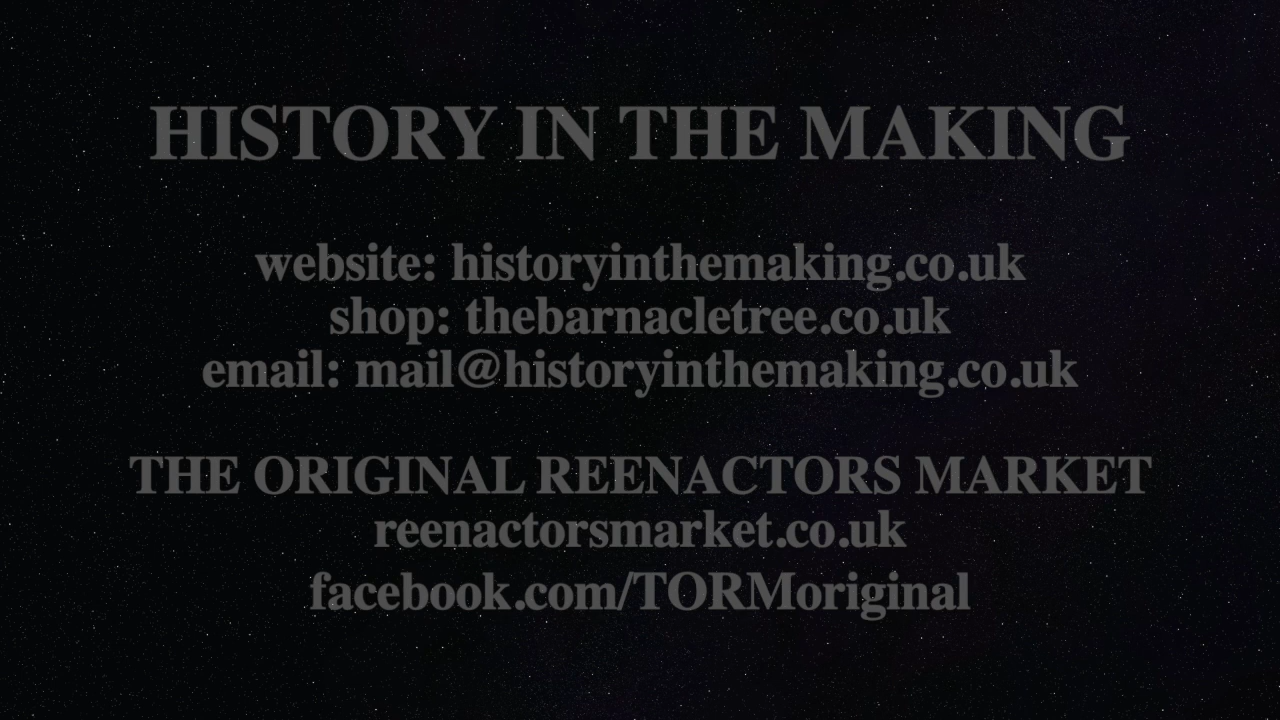 HISTORY IN THE MAKING
website: historyinthemaking.co.uk
shop: thebarnacletree.co.uk
email: mail@historyinthemaking.co.uk
THE ORIGINAL REENACTORS MARKET
reenactorsmarket.co.uk
facebook.com/TORMoriginal